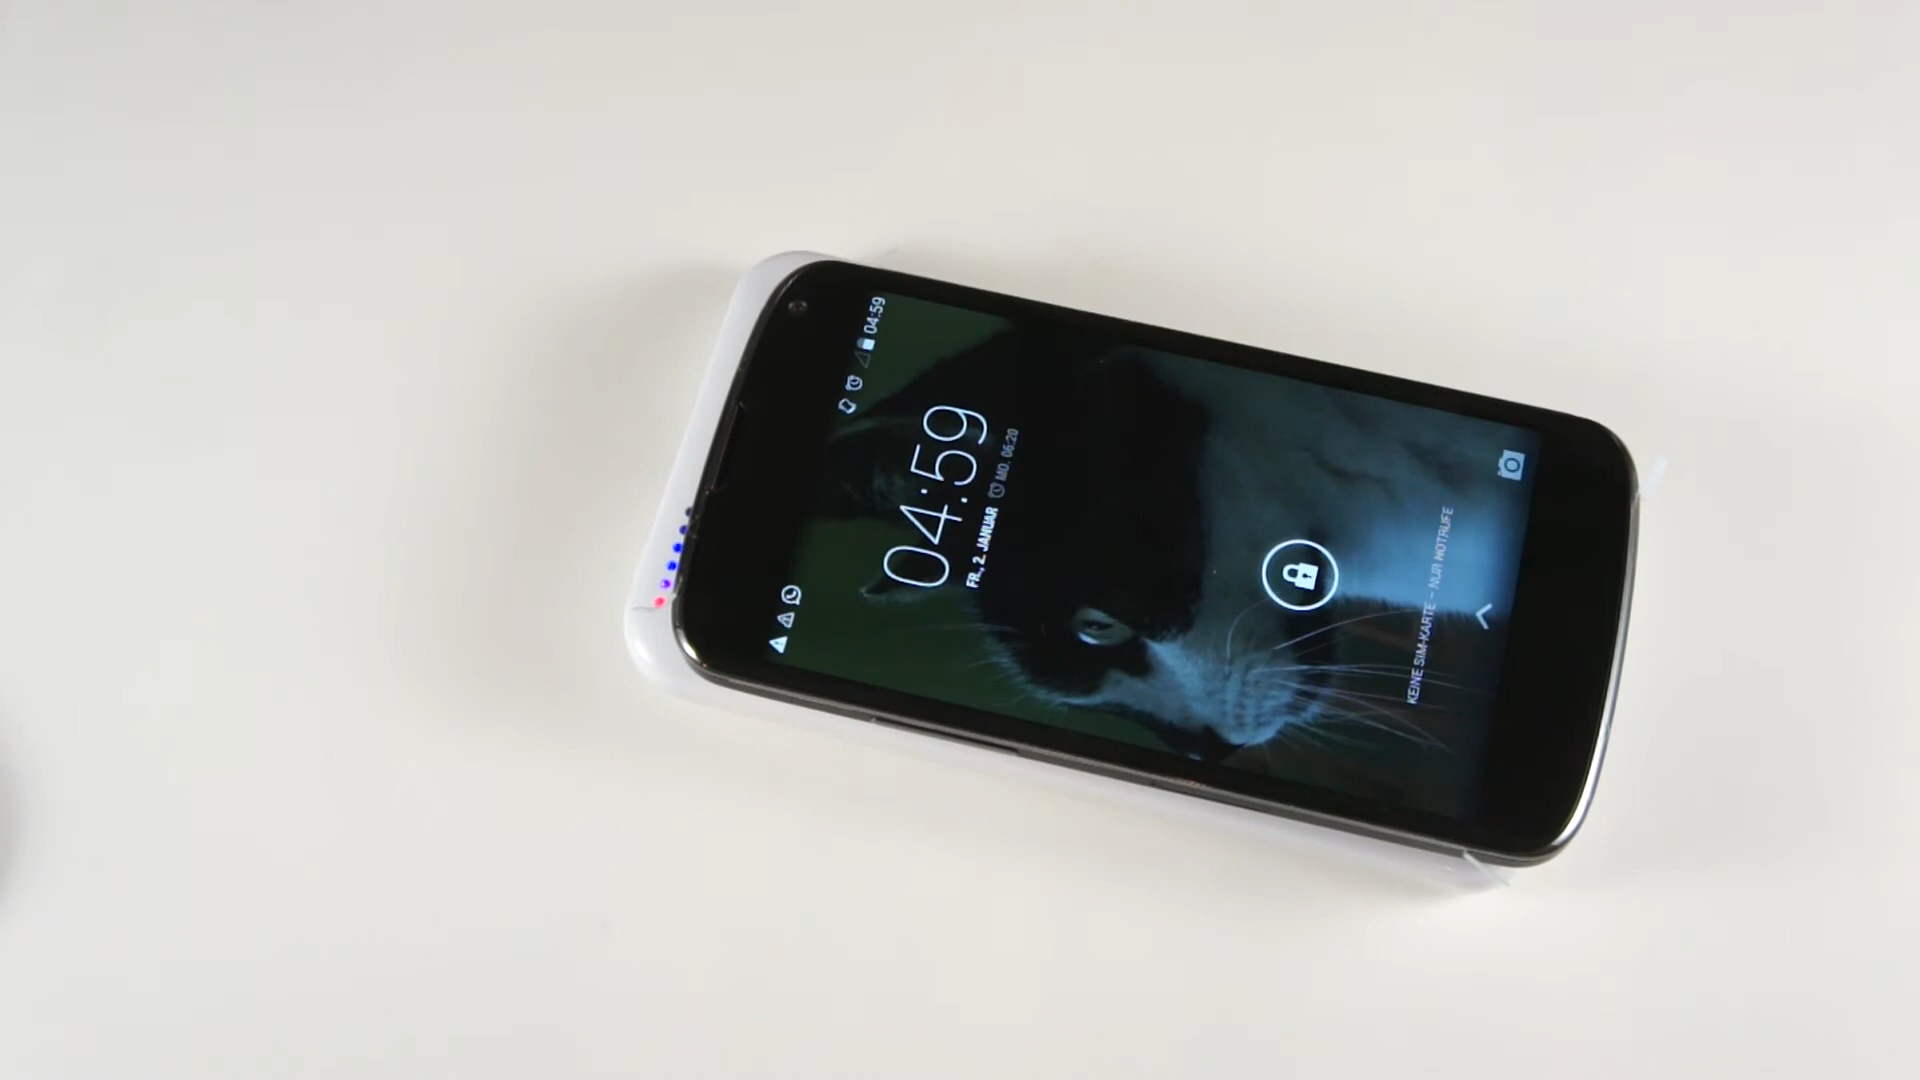 04:59
04:59
FR., 2. JANUAR MO. 06:20
KEINE SIM-KARTE – NUR NOTRUFE